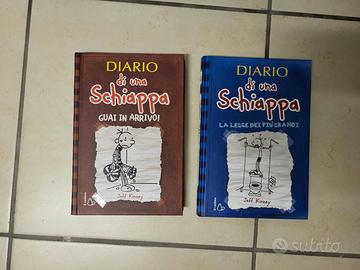 DIARIO
di una
Schiappa
GUAI IN ARRIVO!
Jeff Kinney
DIARIO
di una
Schiappa
LA LEGGE DEI PIÙ GRANDI
Jeff Kinney
subito